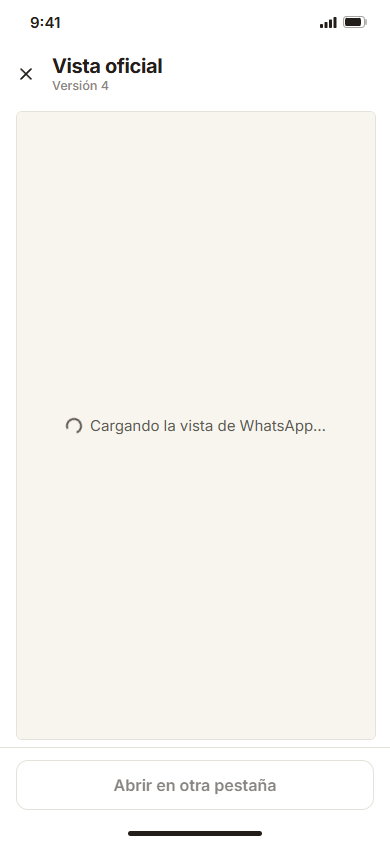 9:41
Vista oficial
Versión 4
Cargando la vista de WhatsApp...
Abrir en otra pestaña